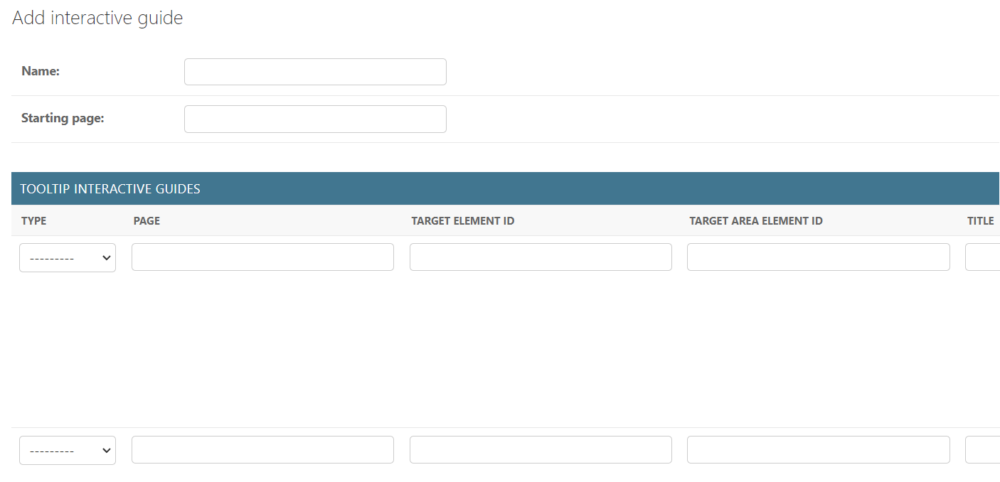 Add interactive guide
Name:
Starting page:
TOOLTIP INTERACTIVE GUIDES
TYPE PAGE TARGET ELEMENT ID TARGET AREA ELEMENT ID TITLE
---------
---------